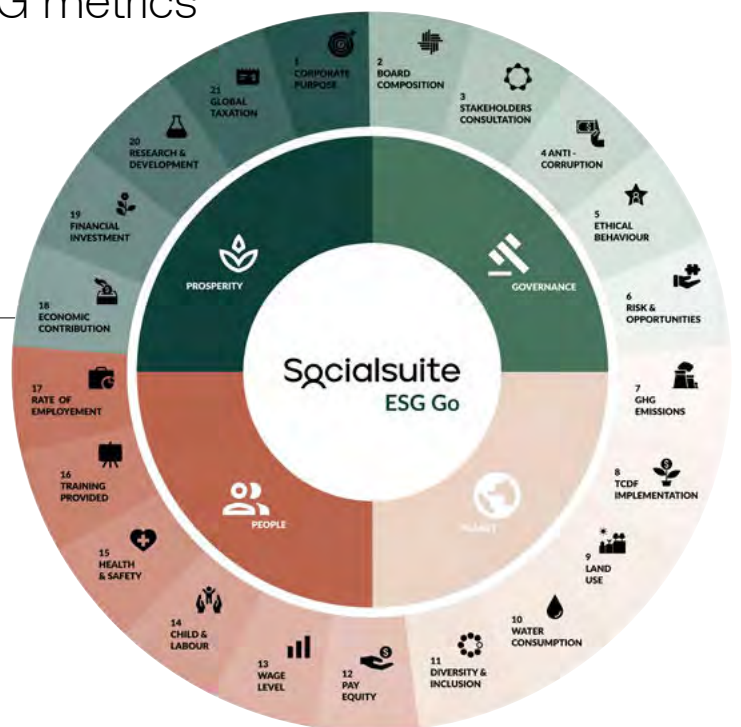 G metrics
1
CORPORATE
PURPOSE
2
BOARD
COMPOSITION
3
STAKEHOLDERS
CONSULTATION
4 ANTI -
CORRUPTION
5
ETHICAL
BEHAVIOUR
6
RISK &
OPPORTUNITIES
7
GHG
EMISSIONS
8
TCDF
IMPLEMENTATION
9
LAND
USE
10
WATER
CONSUMPTION
11
DIVERSITY &
INCLUSION
12
PAY
EQUITY
13
WAGE
LEVEL
14
CHILD &
LABOUR
15
HEALTH
& SAFETY
16
TRAINING
PROVIDED
17
RATE OF
EMPLOYEMENT
18
ECONOMIC
CONTRIBUTION
19
FINANCIAL
INVESTMENT
20
RESEARCH &
DEVELOPMENT
21
GLOBAL
TAXATION
PROSPERITY
GOVERNANCE
PEOPLE
PLANET
Socialsuite
ESG Go